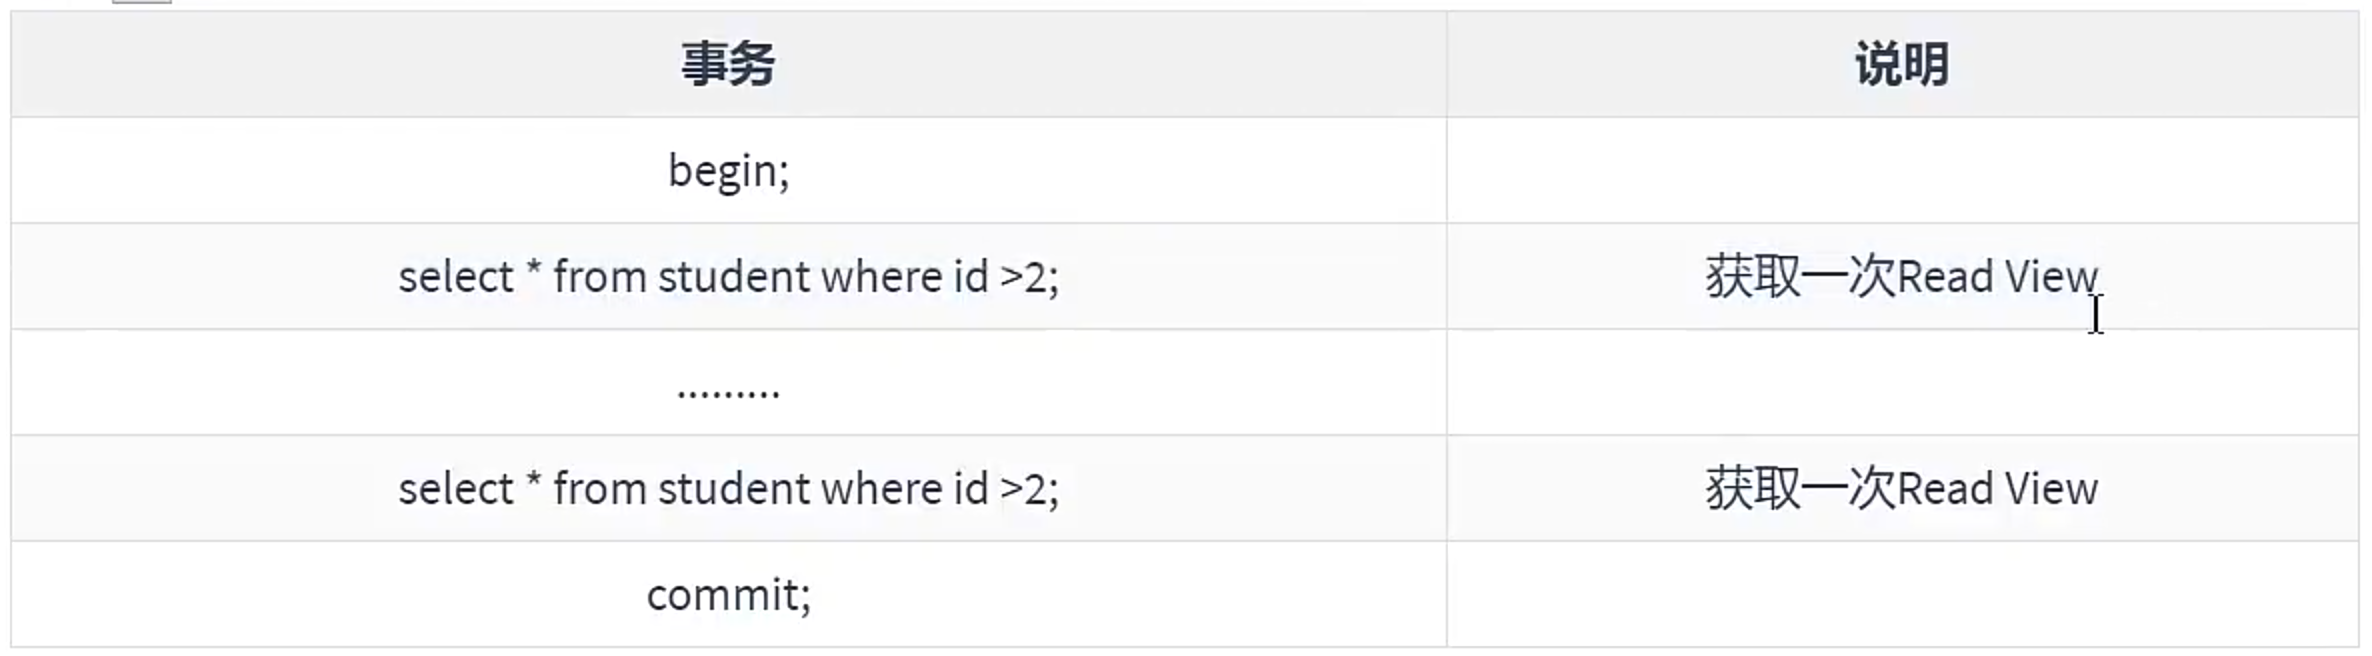 事务 说明
begin;
select * from student where id >2; 获取一次Read View
.........
select * from student where id >2; 获取一次Read View
commit;